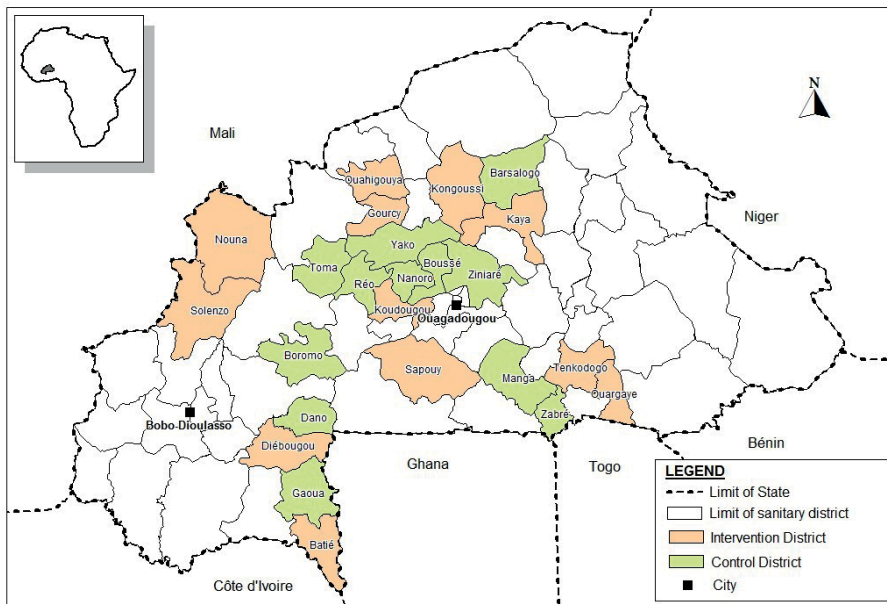 N
Mali
Barsalogo
Ouahigouya
Kongoussi
Gourcy
Kaya
Niger
Nouna
Yako
Boussé
Toma
Ziniaré
Nanoro
Réo
Solenzo
Koudougou
Ouagadougou
Boromo
Sapouy
Tenkodogo
Manga
Ouargaye
Bobo-Dioulasso
Dano
Zabré
Diébougou
Bénin
Ghana
Togo
Gaoua
Batié
Côte d'Ivoire
LEGEND
Limit of State
Limit of sanitary district
Intervention District
Control District
City